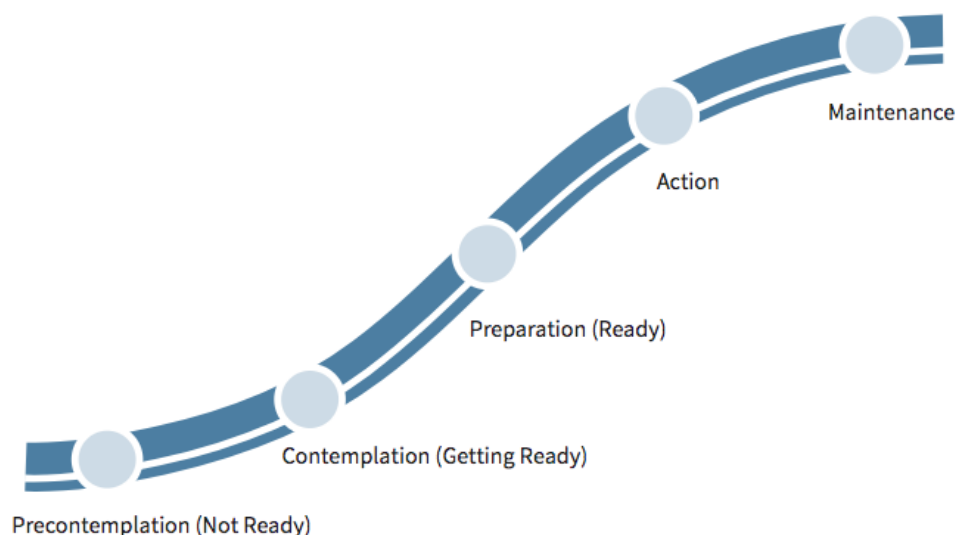 Maintenance
Action
Preparation (Ready)
Contemplation (Getting Ready)
Precontemplation (Not Ready)